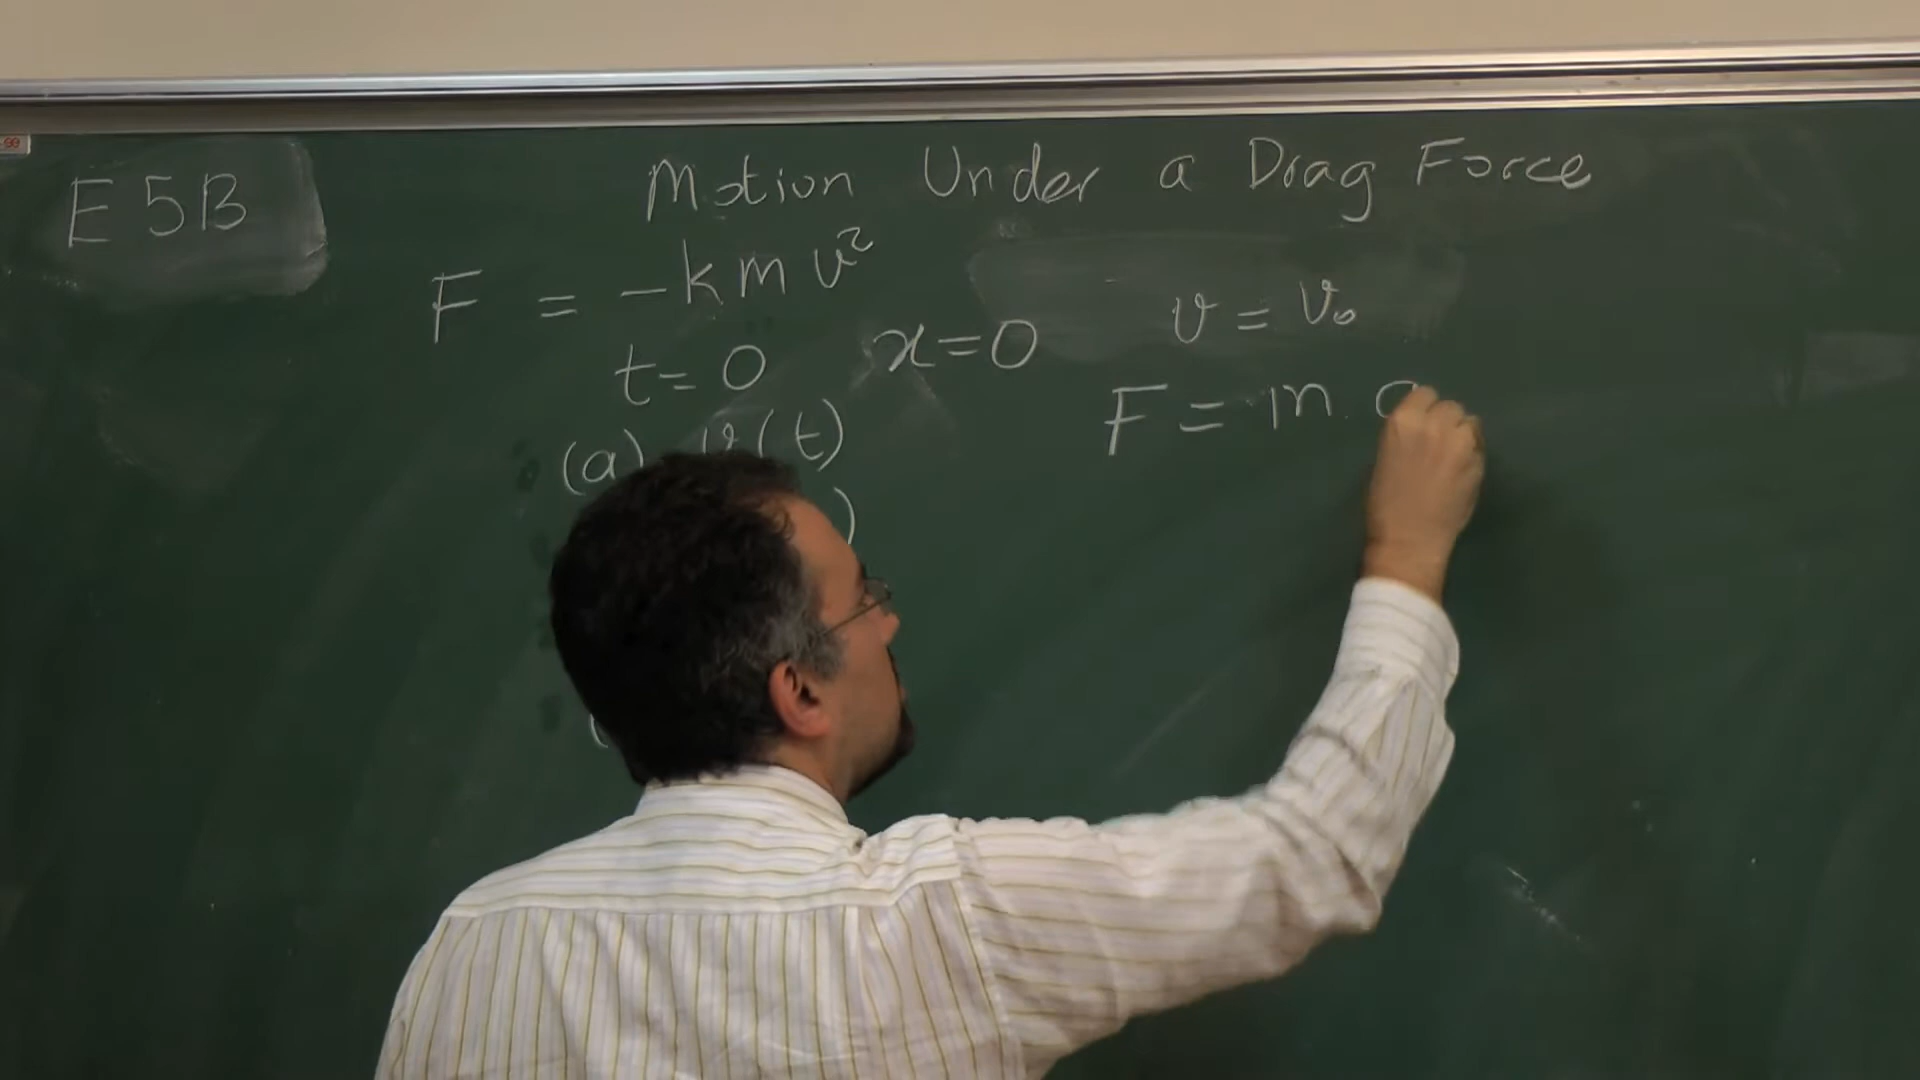 E5B
Motion Under a Drag Force
F = -kmv²
t=0 x=0 v=v₀
(a) v(t)
)
F = m